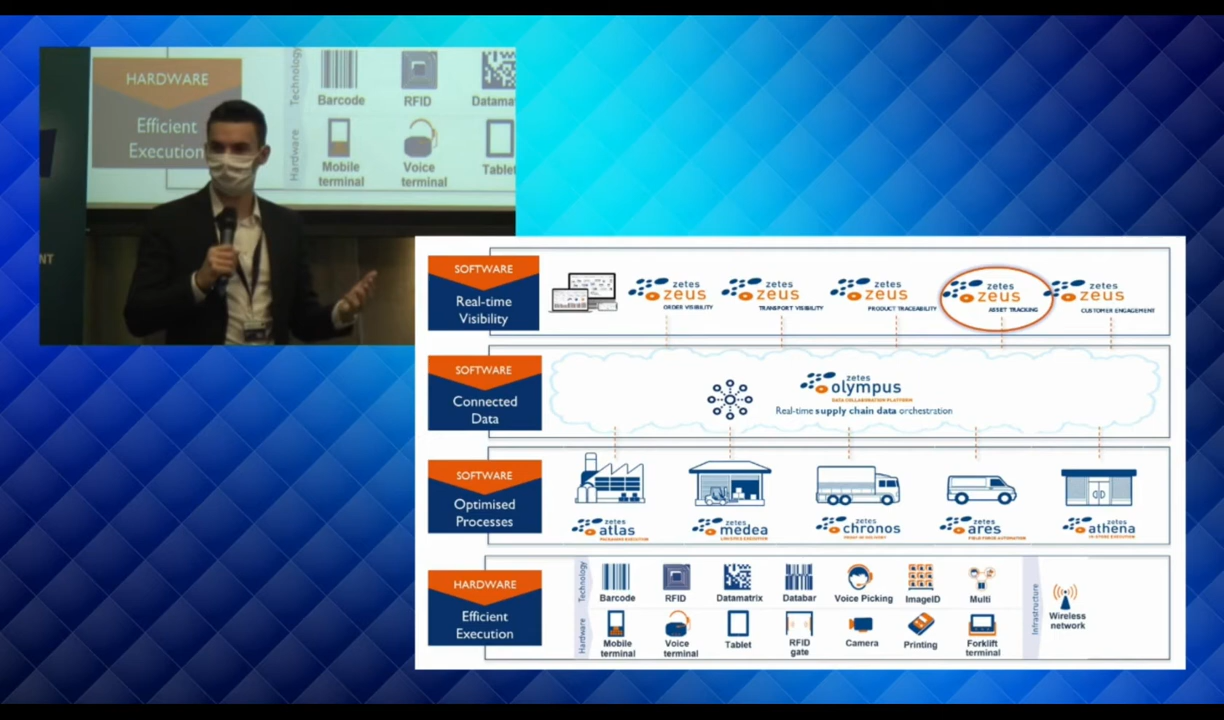 HARDWARE
Efficient
Execution
Technology
Barcode
RFID
Hardware
Mobile
terminal
Voice
terminal
Tablet
NT
SOFTWARE
Real-time
Visibility
zetes
zeus
ORDER VISIBILITY
zetes
zeus
TRANSPORT VISIBILITY
zetes
zeus
PRODUCT TRACEABILITY
zetes
zeus
ASSET TRACKING
zetes
zeus
CUSTOMER ENGAGEMENT
SOFTWARE
Connected
Data
zetes
olympus
DATA COLLABORATION PLATFORM
Real-time supply chain data orchestration
SOFTWARE
Optimised
Processes
zetes
atlas
PACKAGING EXECUTION
zetes
medea
LOGISTICS EXECUTION
zetes
chronos
PROOF OF DELIVERY
zetes
ares
FIELD FORCE AUTOMATION
zetes
athena
IN-STORE EXECUTION
HARDWARE
Efficient
Execution
Technology
Barcode
RFID
Datamatrix
Databar
Voice Picking
ImageID
Multi
Hardware
Mobile
terminal
Voice
terminal
Tablet
RFID
gate
Camera
Printing
Forklift
terminal
Infrastructure
Wireless
network